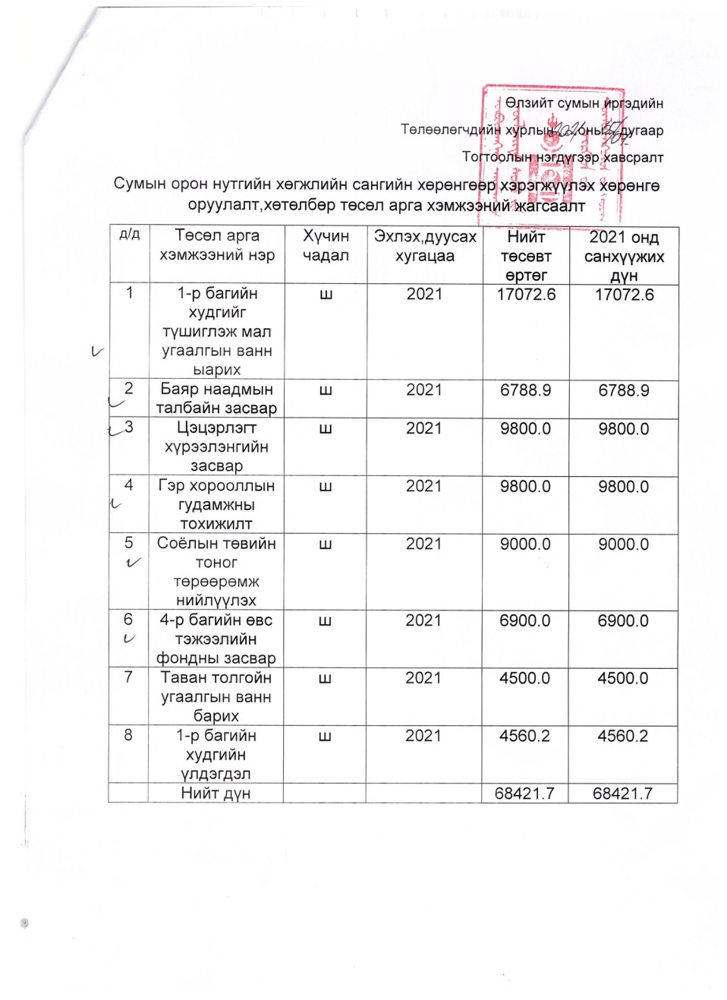 Өлзийт сумын иргэдийн
Төлөөлөгчдийн хурлын 2021 оны дугаар
Тогтоолын нэгдүгээр хавсралт
Сумын орон нутгийн хөгжлийн сангийн хөрөнгөөр хэрэгжүүлэх хөрөнгө
оруулалт,хөтөлбөр төсөл арга хэмжээний жагсаалт
д/д Төсөл арга хэмжээний нэр Хүчин чадал Эхлэх,дуусах хугацаа Нийт төсөвт өртөг 2021 онд санхүүжих дүн
1 1-р багийн худгийг түшиглэж мал угаалгын ванн ыарих ш 2021 17072.6 17072.6
2 Баяр наадмын талбайн засвар ш 2021 6788.9 6788.9
3 Цэцэрлэгт хүрээлэнгийн засвар ш 2021 9800.0 9800.0
4 Гэр хорооллын гудамжны тохижилт ш 2021 9800.0 9800.0
5 Соёлын төвийн тоног төрөөрөмж нийлүүлэх ш 2021 9000.0 9000.0
6 4-р багийн өвс тэжээлийн фондны засвар ш 2021 6900.0 6900.0
7 Таван толгойн угаалгын ванн барих ш 2021 4500.0 4500.0
8 1-р багийн худгийн үлдэгдэл ш 2021 4560.2 4560.2
Нийт дүн 68421.7 68421.7